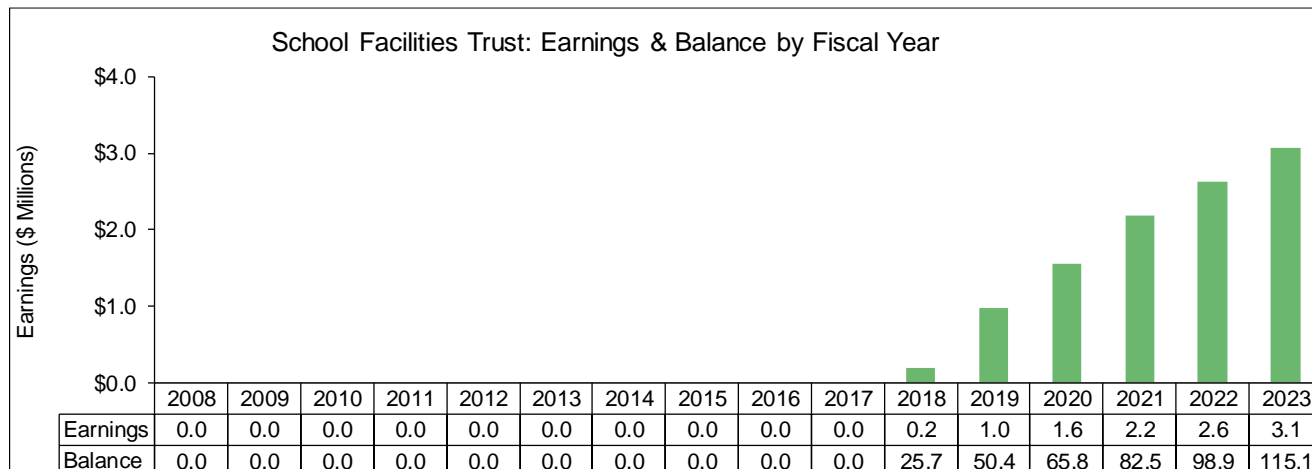 School Facilities Trust: Earnings & Balance by Fiscal Year
Earnings ($ Millions)
$4.0
$3.0
$2.0
$1.0
$0.0
2008 2009 2010 2011 2012 2013 2014 2015 2016 2017 2018 2019 2020 2021 2022 2023
Earnings 0.0 0.0 0.0 0.0 0.0 0.0 0.0 0.0 0.0 0.0 0.2 1.0 1.6 2.2 2.6 3.1
Balance 0.0 0.0 0.0 0.0 0.0 0.0 0.0 0.0 0.0 0.0 25.7 50.4 65.8 82.5 98.9 115.1